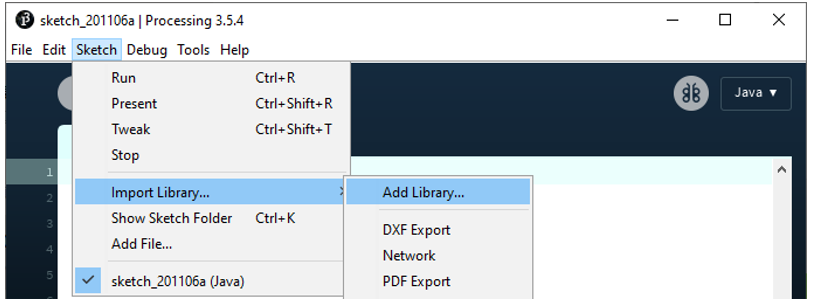 sketch_201106a | Processing 3.5.4
File Edit Sketch Debug Tools Help
Run Ctrl+R
Present Ctrl+Shift+R
Tweak Ctrl+Shift+T
Stop
Java ▾
1
Import Library... Add Library...
2
Show Sketch Folder Ctrl+K
3
DXF Export
Add File...
4
Network
5
sketch_201106a (Java)
PDF Export